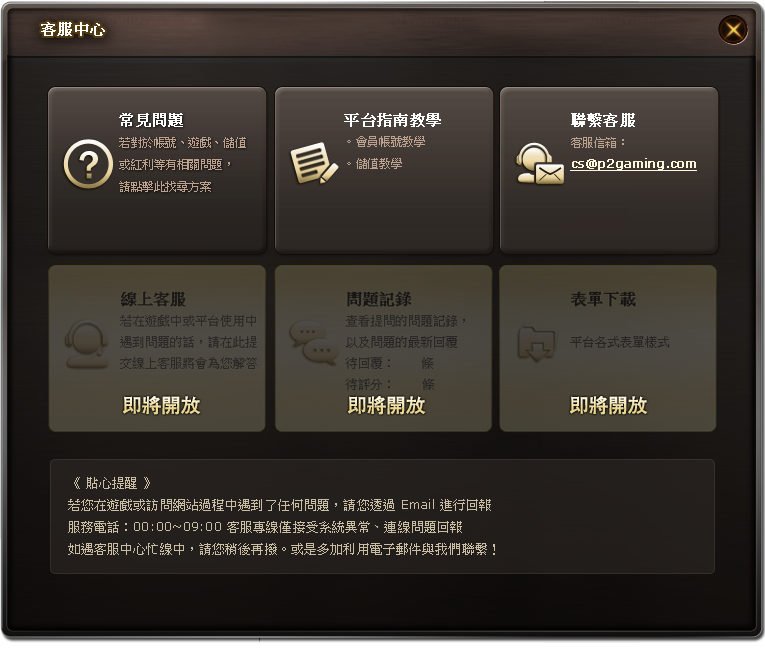 客服中心
常見問題
若對於帳號、遊戲、儲值
或紅利等有相關問題，
請點擊此找尋方案
平台指南教學
。會員帳號教學
。儲值教學
聯繫客服
客服信箱：
cs@p2gaming.com
線上客服
若在遊戲中或平台使用中
遇到問題的話，請在此提
交線上客服將會為您解答
即將開放
問題記錄
查看提問的問題記錄，
以及問題的最新回覆
待回覆： 條
待評分： 條
即將開放
表單下載
平台各式表單樣式
即將開放
《 貼心提醒 》
若您在遊戲或訪問網站過程中遇到了任何問題，請您透過 Email 進行回報
服務電話：00:00~09:00 客服專線僅接受系統異常、連線問題回報
如遇客服中心忙線中，請您稍後再撥。或是多加利用電子郵件與我們聯繫！